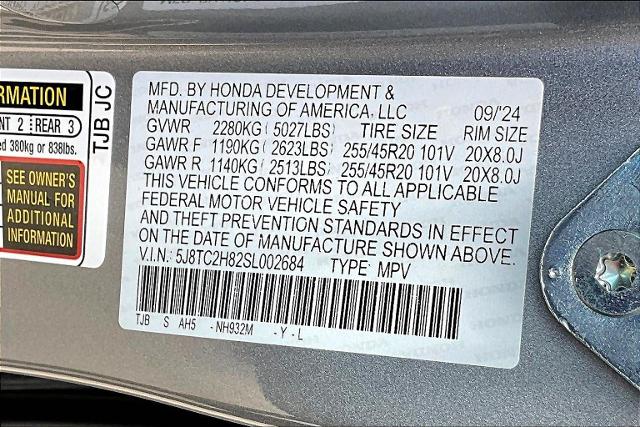 RMATION
NT 2 REAR 3
ed 380kg or 838lbs.
SEE OWNER'S
MANUAL FOR
ADDITIONAL
INFORMATION
TJB JC
MFD. BY HONDA DEVELOPMENT &
MANUFACTURING OF AMERICA, LLC 09/'24
GVWR 2280KG (5027LBS) TIRE SIZE RIM SIZE
GAWR F 1190KG (2623LBS) 255/45R20 101V 20X8.0J
GAWR R 1140KG (2513LBS) 255/45R20 101V 20X8.0J
THIS VEHICLE CONFORMS TO ALL APPLICABLE
FEDERAL MOTOR VEHICLE SAFETY
AND THEFT PREVENTION STANDARDS IN EFFECT
ON THE DATE OF MANUFACTURE SHOWN ABOVE.
V.I.N.: 5J8TC2H82SL002684 TYPE: MPV
TJB S AH5 - NH932M - Y - L